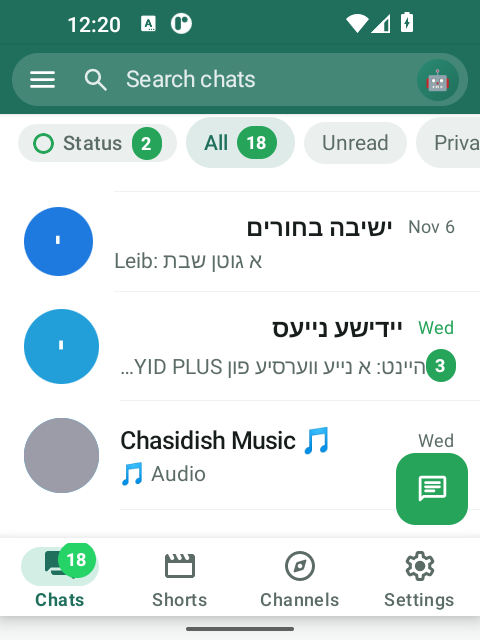 12:20
Search chats
Status 2
All 18
Unread
Priva
ישיבה בחורים
Nov 6
Leib: א גוטן שבת
יידישע נייעס
Wed
היינט: א נייע ווערסיע פון YID PLUS…
3
Chasidish Music 🎵
Wed
🎵 Audio
18
Chats
Shorts
Channels
Settings